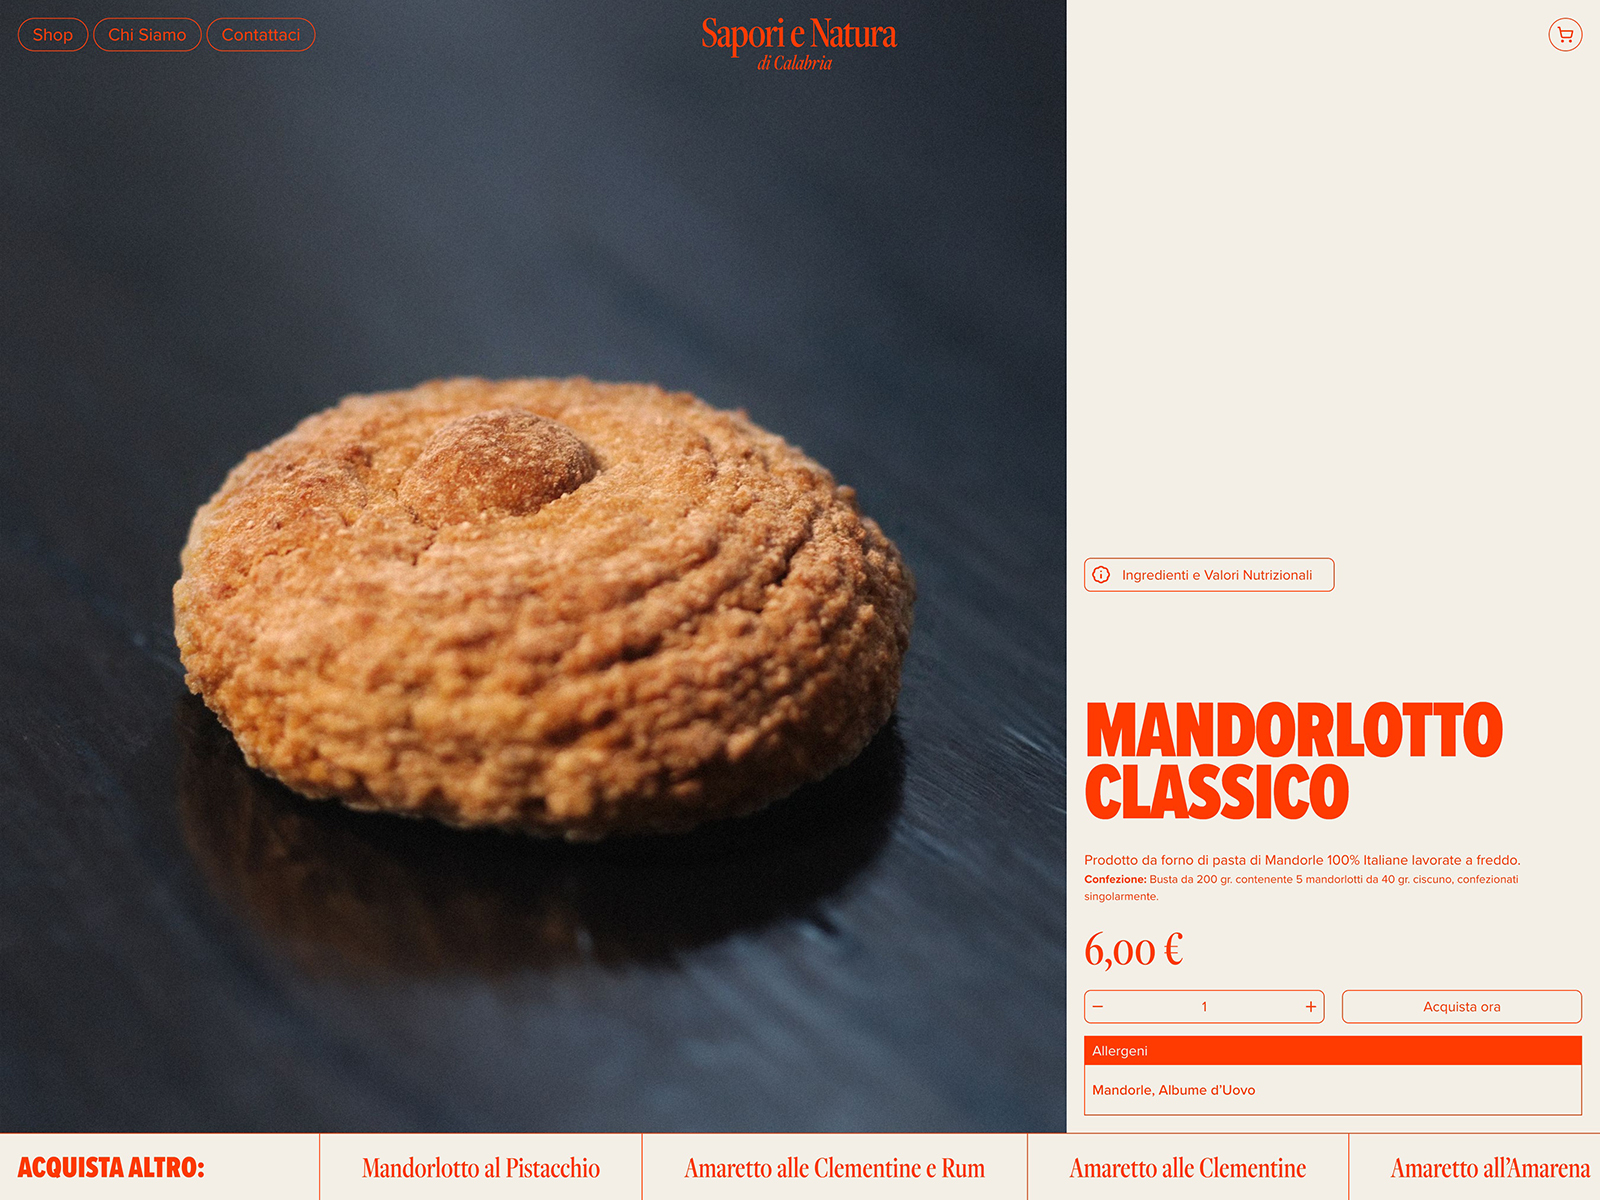 Shop
Chi Siamo
Contattaci
Sapori e Natura
di Calabria
Ingredienti e Valori Nutrizionali
MANDORLOTTO
CLASSICO
Prodotto da forno di pasta di Mandorle 100% Italiane lavorate a freddo.
Confezione: Busta da 200 gr. contenente 5 mandorlotti da 40 gr. ciscuno, confezionati
singolarmente.
6,00 €
− 1 +
Acquista ora
Allergeni
Mandorle, Albume d’Uovo
ACQUISTA ALTRO:
Mandorlotto al Pistacchio
Amaretto alle Clementine e Rum
Amaretto alle Clementine
Amaretto all’Amarena